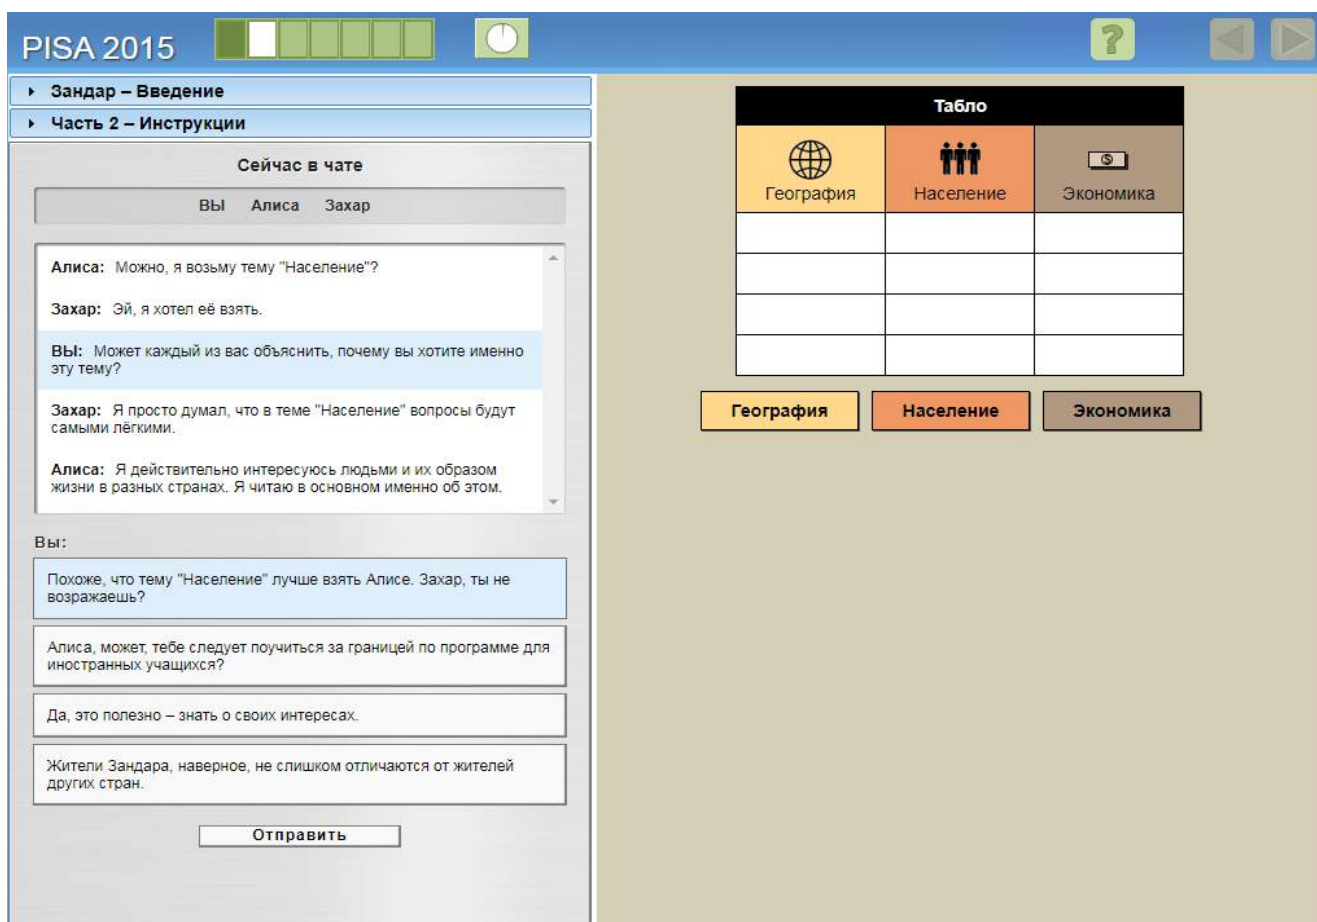 PISA 2015
?
Зандар – Введение
Часть 2 – Инструкции
Сейчас в чате
ВЫ Алиса Захар
Алиса: Можно, я возьму тему "Население"?
Захар: Эй, я хотел её взять.
ВЫ: Может каждый из вас объяснить, почему вы хотите именно
эту тему?
Захар: Я просто думал, что в теме "Население" вопросы будут
самыми лёгкими.
Алиса: Я действительно интересуюсь людьми и их образом
жизни в разных странах. Я читаю в основном именно об этом.
Вы:
Похоже, что тему "Население" лучше взять Алисе. Захар, ты не
возражаешь?
Алиса, может, тебе следует поучиться за границей по программе для
иностранных учащихся?
Да, это полезно – знать о своих интересах.
Жители Зандара, наверное, не слишком отличаются от жителей
других стран.
Отправить
Табло
$
География Население Экономика
География Население Экономика